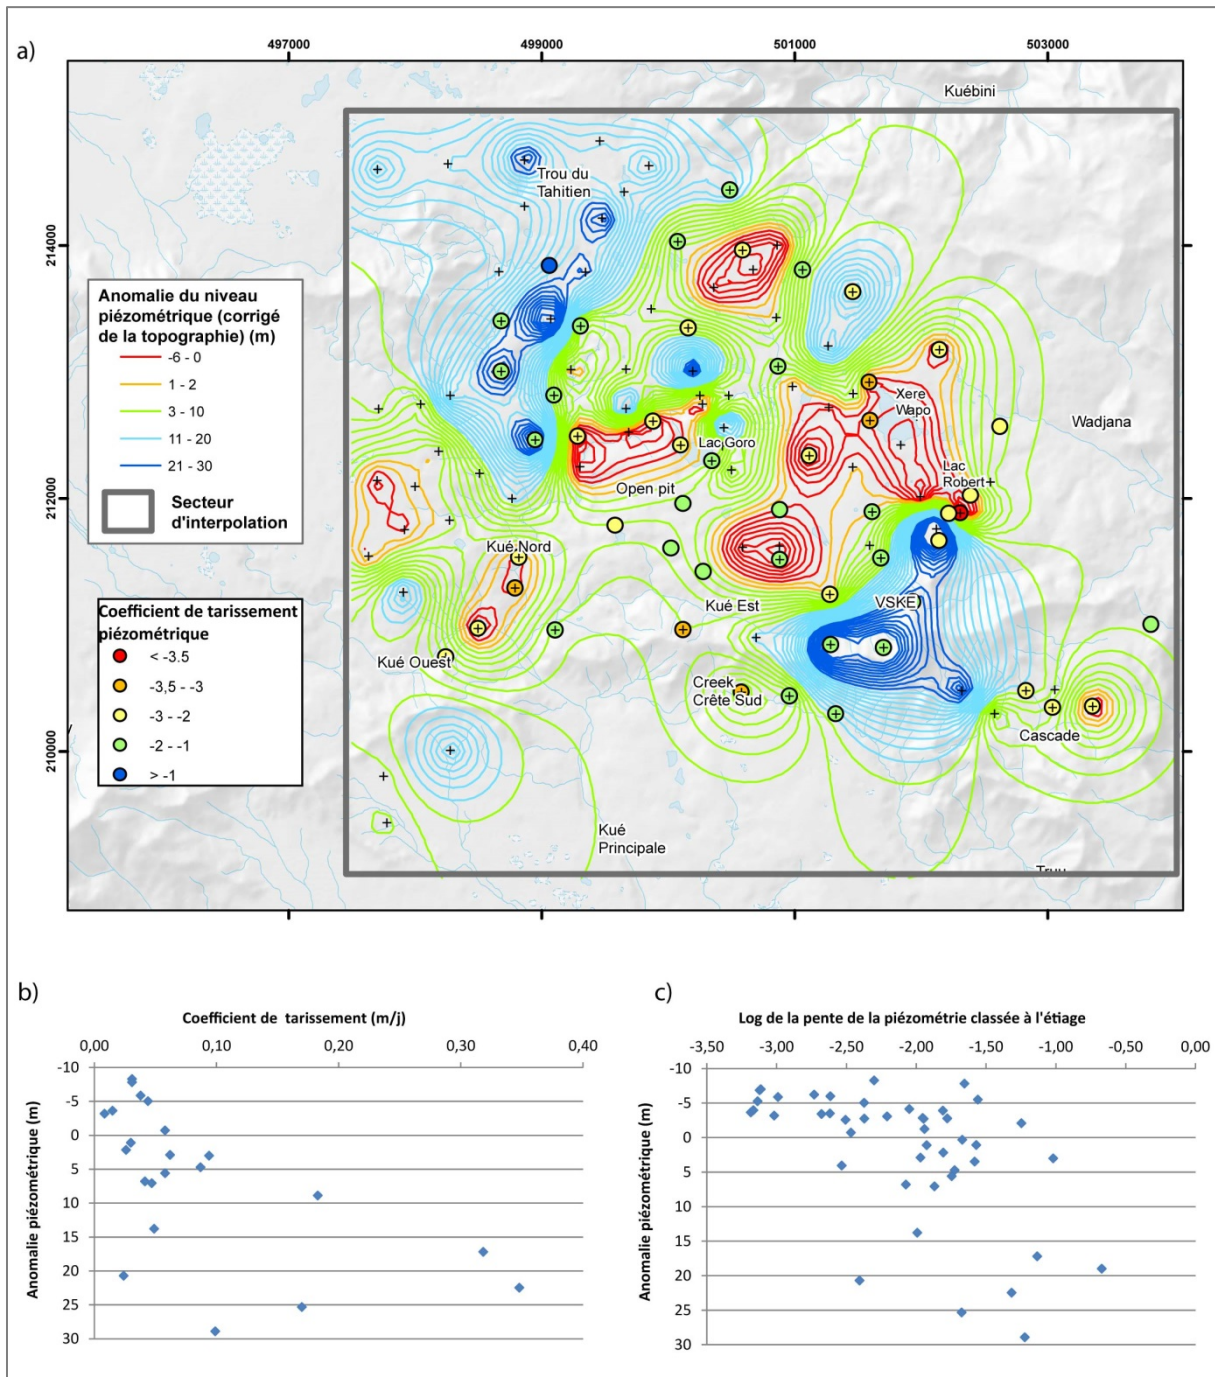 a)
497000
499000
501000
503000
214000
212000
210000
Kuébini
Trou du
Tahitien
Anomalie du niveau
piézométrique (corrigé
de la topographie) (m)
-6 - 0
1 - 2
3 - 10
11 - 20
21 - 30
Secteur
d'interpolation
Xere
Wapo
Wadjana
Lac Goro
Lac
Robert
Open pit
Kué Nord
Kué Est
VSKE
Kué Ouest
Creek
Crête Sud
Cascade
Kué
Principale
Coefficient de tarissement
piézométrique
< -3.5
-3,5 - -3
-3 - -2
-2 - -1
> -1
b)
Coefficient de tarissement (m/j)
0,00
0,10
0,20
0,30
0,40
Anomalie piézométrique (m)
-10
-5
0
5
10
15
20
25
30
c)
Log de la pente de la piézométrie classée à l'étiage
-3,50
-3,00
-2,50
-2,00
-1,50
-1,00
-0,50
0,00
Anomalie piézométrique (m)
-10
-5
0
5
10
15
20
25
30